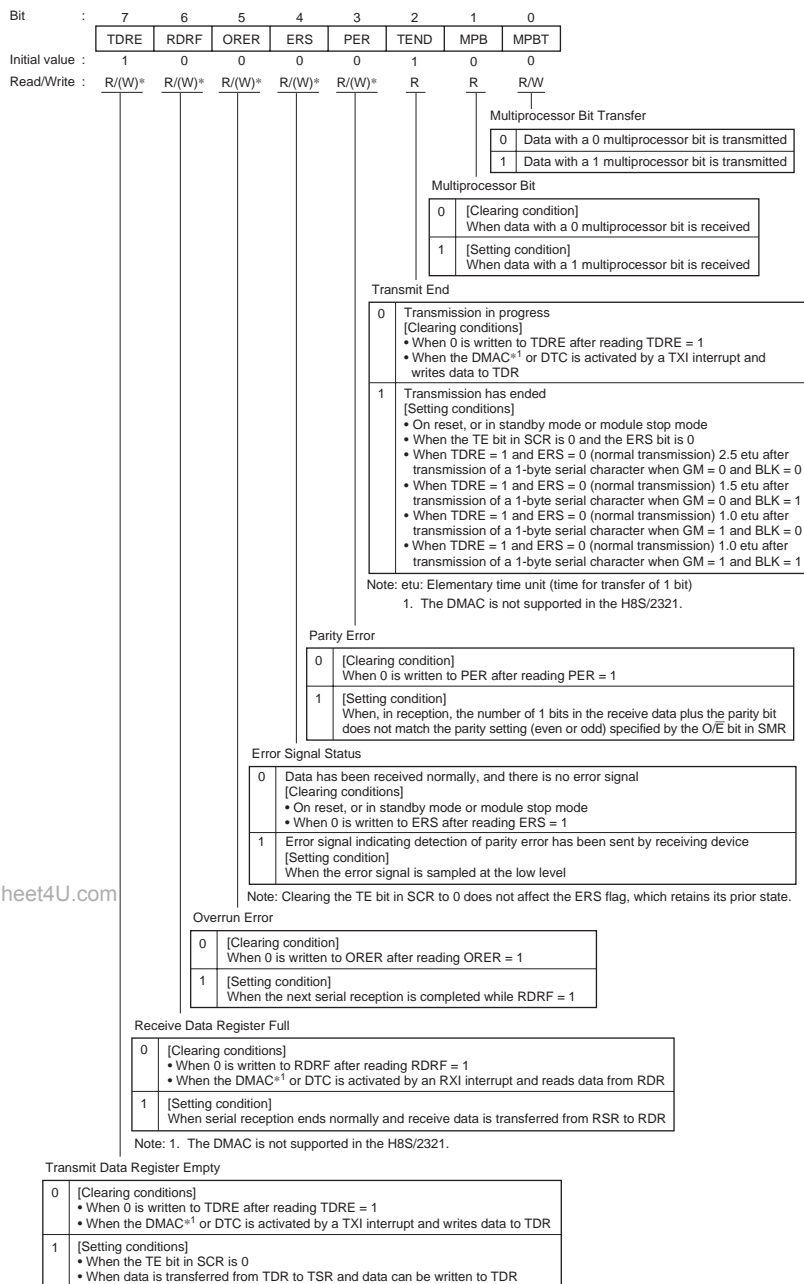 Bit : 7 6 5 4 3 2 1 0
TDRE RDRF ORER ERS PER TEND MPB MPBT
Initial value : 1 0 0 0 0 1 0 0
Read/Write : R/(W)* R/(W)* R/(W)* R/(W)* R/(W)* R R R/W
Multiprocessor Bit Transfer
0 Data with a 0 multiprocessor bit is transmitted
1 Data with a 1 multiprocessor bit is transmitted
Multiprocessor Bit
0 [Clearing condition]
When data with a 0 multiprocessor bit is received
1 [Setting condition]
When data with a 1 multiprocessor bit is received
Transmit End
0 Transmission in progress
[Clearing conditions]
• When 0 is written to TDRE after reading TDRE = 1
• When the DMAC*1 or DTC is activated by a TXI interrupt and
writes data to TDR
1 Transmission has ended
[Setting conditions]
• On reset, or in standby mode or module stop mode
• When the TE bit in SCR is 0 and the ERS bit is 0
• When TDRE = 1 and ERS = 0 (normal transmission) 2.5 etu after
transmission of a 1-byte serial character when GM = 0 and BLK = 0
• When TDRE = 1 and ERS = 0 (normal transmission) 1.5 etu after
transmission of a 1-byte serial character when GM = 0 and BLK = 1
• When TDRE = 1 and ERS = 0 (normal transmission) 1.0 etu after
transmission of a 1-byte serial character when GM = 1 and BLK = 0
• When TDRE = 1 and ERS = 0 (normal transmission) 1.0 etu after
transmission of a 1-byte serial character when GM = 1 and BLK = 1
Note: etu: Elementary time unit (time for transfer of 1 bit)
1. The DMAC is not supported in the H8S/2321.
Parity Error
0 [Clearing condition]
When 0 is written to PER after reading PER = 1
1 [Setting condition]
When, in reception, the number of 1 bits in the receive data plus the parity bit
does not match the parity setting (even or odd) specified by the O/E̅ bit in SMR
Error Signal Status
0 Data has been received normally, and there is no error signal
[Clearing conditions]
• On reset, or in standby mode or module stop mode
• When 0 is written to ERS after reading ERS = 1
1 Error signal indicating detection of parity error has been sent by receiving device
[Setting condition]
When the error signal is sampled at the low level
heet4U.com
Note: Clearing the TE bit in SCR to 0 does not affect the ERS flag, which retains its prior state.
Overrun Error
0 [Clearing condition]
When 0 is written to ORER after reading ORER = 1
1 [Setting condition]
When the next serial reception is completed while RDRF = 1
Receive Data Register Full
0 [Clearing conditions]
• When 0 is written to RDRF after reading RDRF = 1
• When the DMAC*1 or DTC is activated by an RXI interrupt and reads data from RDR
1 [Setting condition]
When serial reception ends normally and receive data is transferred from RSR to RDR
Note: 1. The DMAC is not supported in the H8S/2321.
Transmit Data Register Empty
0 [Clearing conditions]
• When 0 is written to TDRE after reading TDRE = 1
• When the DMAC*1 or DTC is activated by a TXI interrupt and writes data to TDR
1 [Setting conditions]
• When the TE bit in SCR is 0
• When data is transferred from TDR to TSR and data can be written to TDR